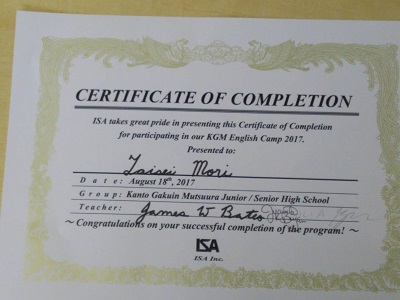 CERTIFICATE OF COMPLETION
ISA takes great pride in presenting this Certificate of Completion
for participating in our KGM English Camp 2017.
Presented to:
Taisei Mori
Date: August 18th, 2017
Group: Kanto Gakuin Mutsuura Junior / Senior High School
Teacher: James W Bates
~ Congratulations on your successful completion of the program! ~
ISA
ISA Inc.